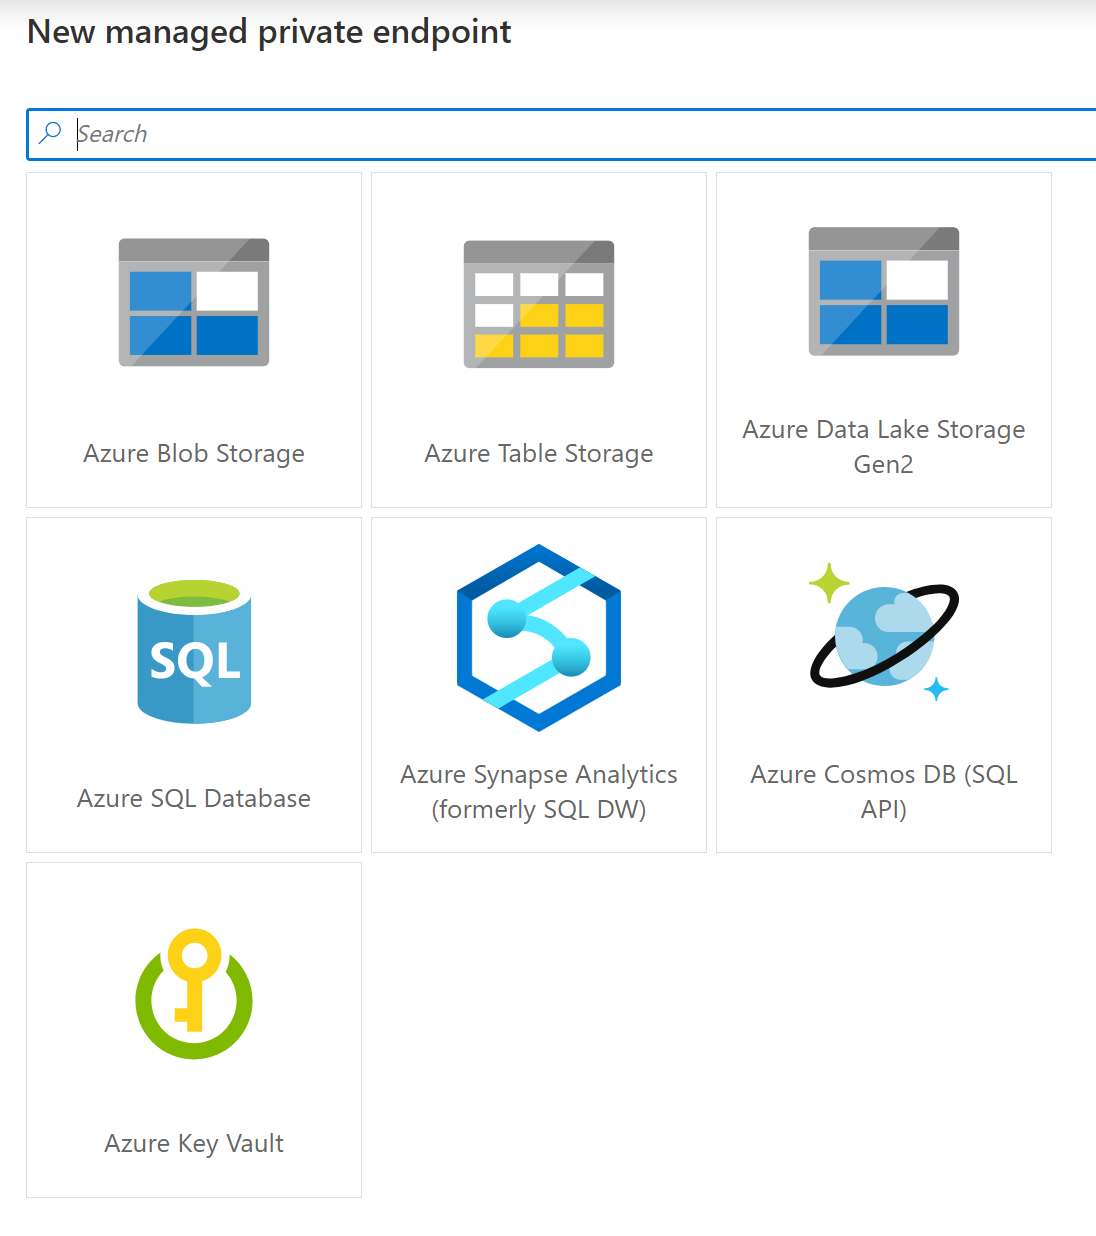 New managed private endpoint
Search
Azure Blob Storage
Azure Table Storage
Azure Data Lake Storage
Gen2
SQL
Azure SQL Database
Azure Synapse Analytics
(formerly SQL DW)
Azure Cosmos DB (SQL
API)
Azure Key Vault